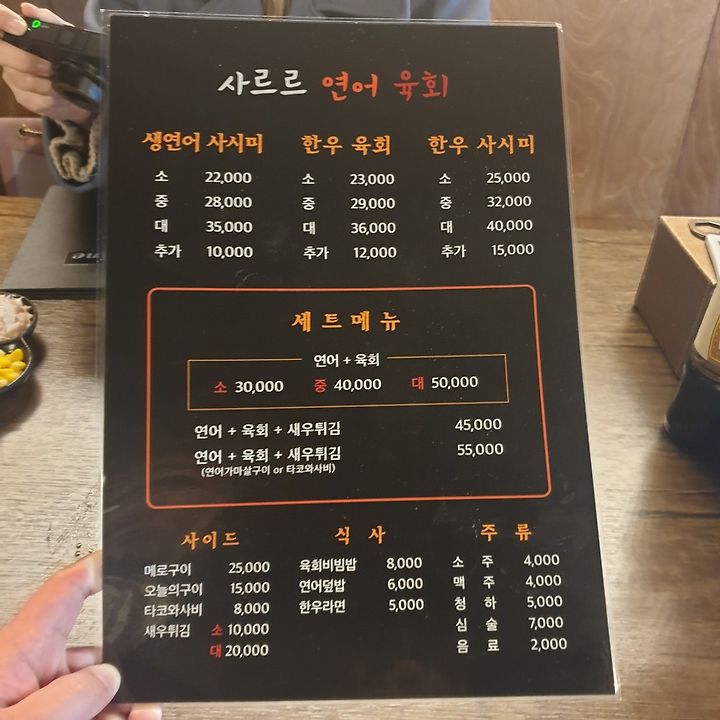 사르르 연어 육회
생연어 사시미 한우 육회 한우 사시미
소 22,000 소 23,000 소 25,000
중 28,000 중 29,000 중 32,000
대 35,000 대 36,000 대 40,000
추가 10,000 추가 12,000 추가 15,000
세트메뉴
연어 + 육회
소 30,000 중 40,000 대 50,000
연어 + 육회 + 새우튀김 45,000
연어 + 육회 + 새우튀김 55,000
(연어가마살구이 or 타코와사비)
사이드 식 사 주 류
메로구이 25,000 육회비빔밥 8,000 소 주 4,000
오늘의구이 15,000 연어덮밥 6,000 맥 주 4,000
타코와사비 8,000 한우라면 5,000 청 하 5,000
새우튀김 소 10,000 심 술 7,000
대 20,000 음 료 2,000